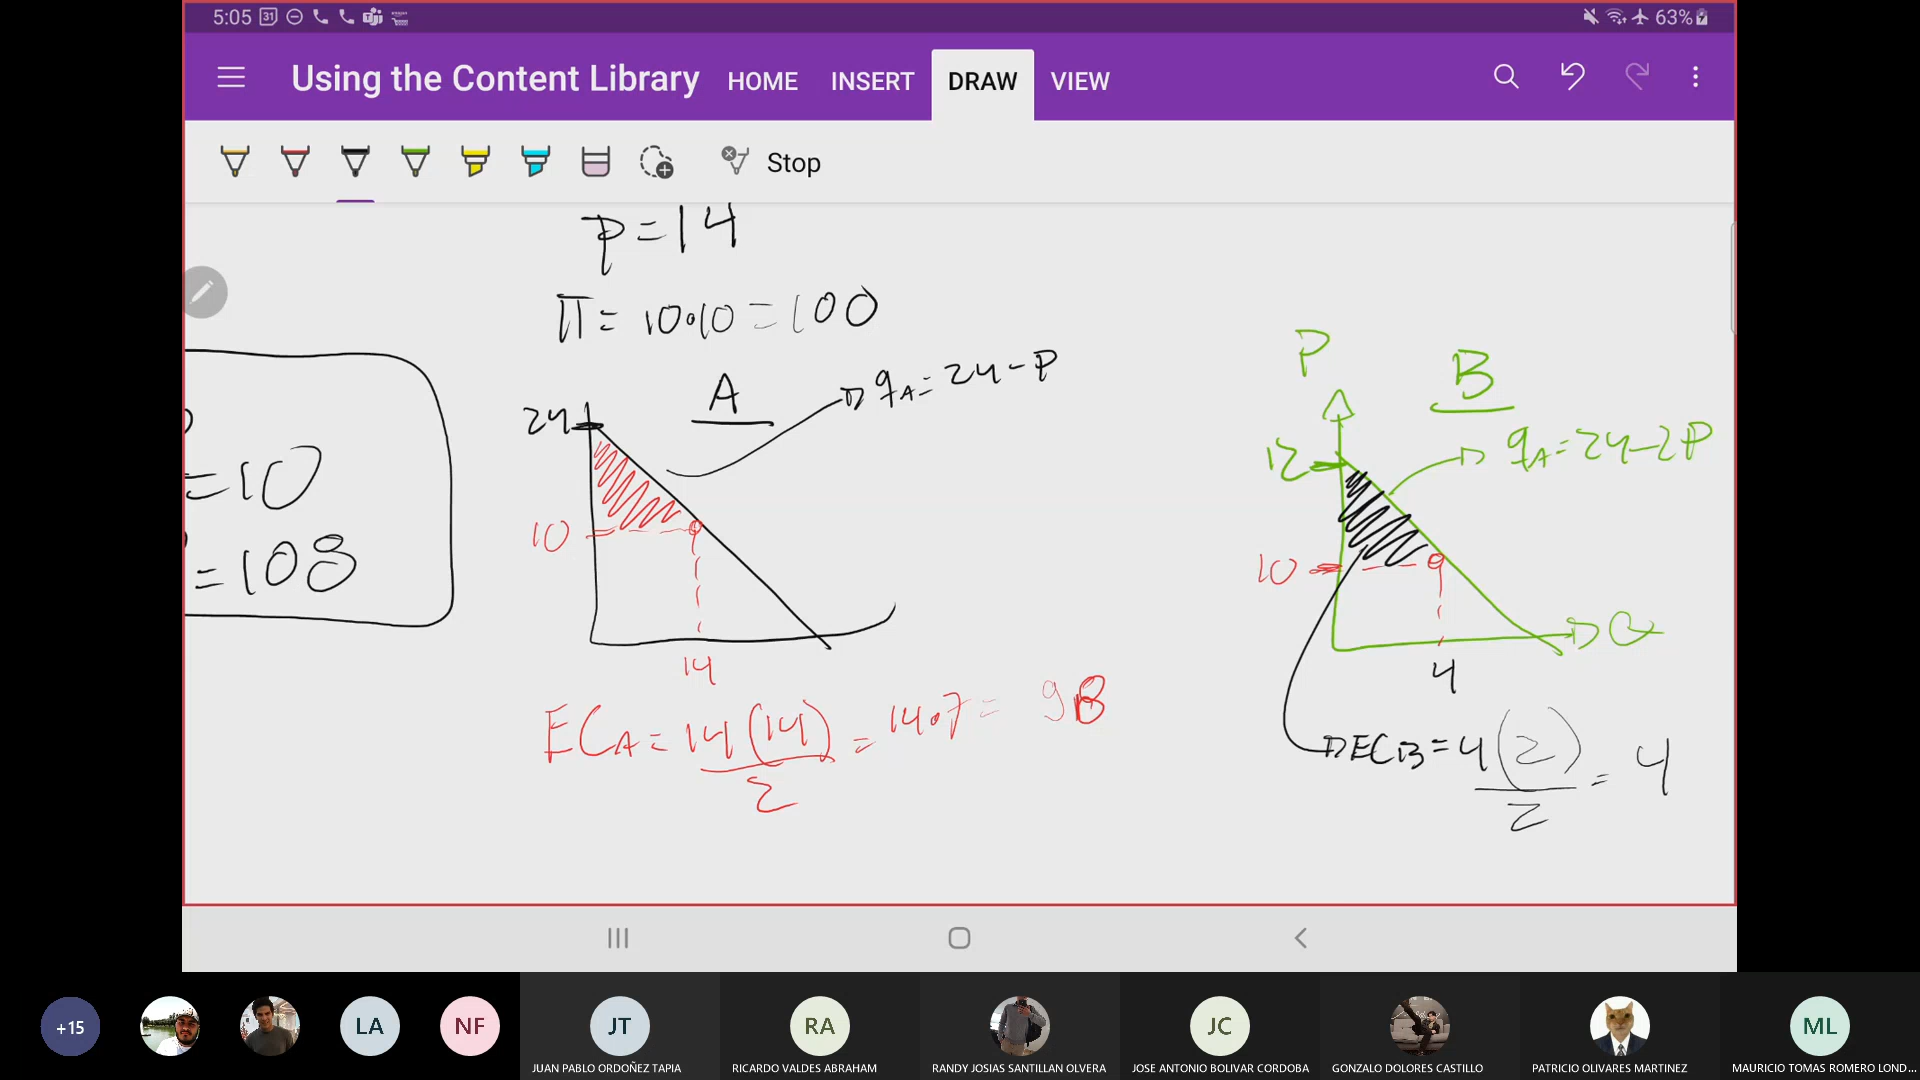 5:05 31 63%
Using the Content Library HOME INSERT DRAW VIEW
Stop
P=14
Π= 10·10=100
=10
=108
A
qA=24-P
24
10
14
ECA= 14(14)/2 = 14·7= 98
P
B
qA=24-2P
12
10
Q
4
ECB=4(2)/2 = 4
+15
LA
NF
JT
RA
JC
ML
JUAN PABLO ORDOÑEZ TAPIA
RICARDO VALDES ABRAHAM
RANDY JOSIAS SANTILLAN OLVERA
JOSE ANTONIO BOLIVAR CORDOBA
GONZALO DOLORES CASTILLO
PATRICIO OLIVARES MARTINEZ
MAURICIO TOMAS ROMERO LOND...